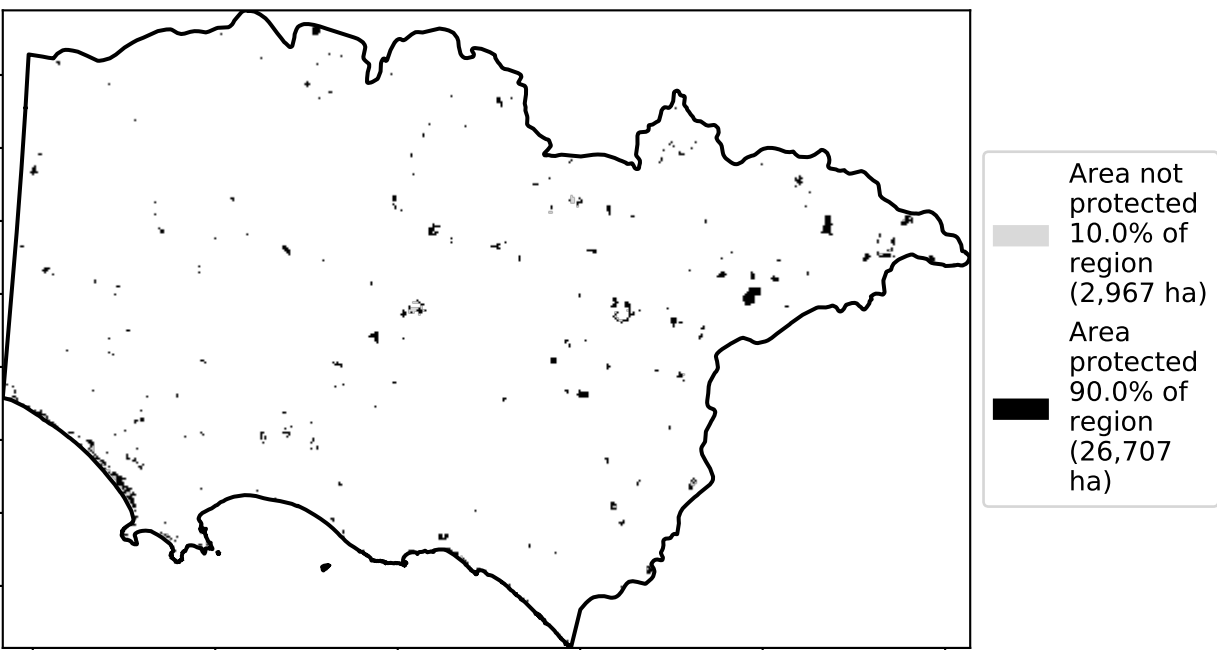 Area not
protected
10.0% of
region
(2,967 ha)
Area
protected
90.0% of
region
(26,707
ha)